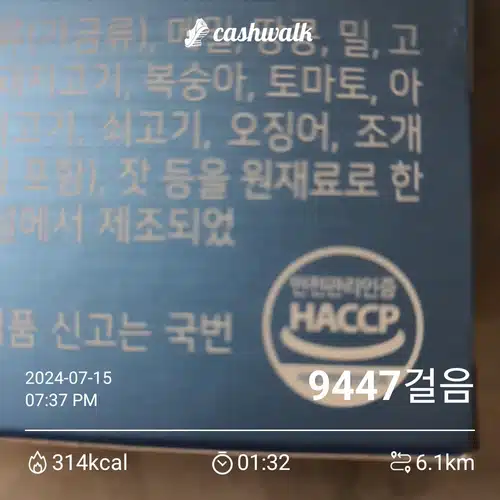 cashwalk
(가금류), 메밀, 땅콩, 밀, 고
돼지고기, 복숭아, 토마토, 아
고기, 쇠고기, 오징어, 조개
포함), 잣 등을 원재료로 한
설에서 제조되었
안전관리인증
HACCP
품 신고는 국번
2024-07-15
07:37 PM
9447걸음
314kcal
01:32
6.1km